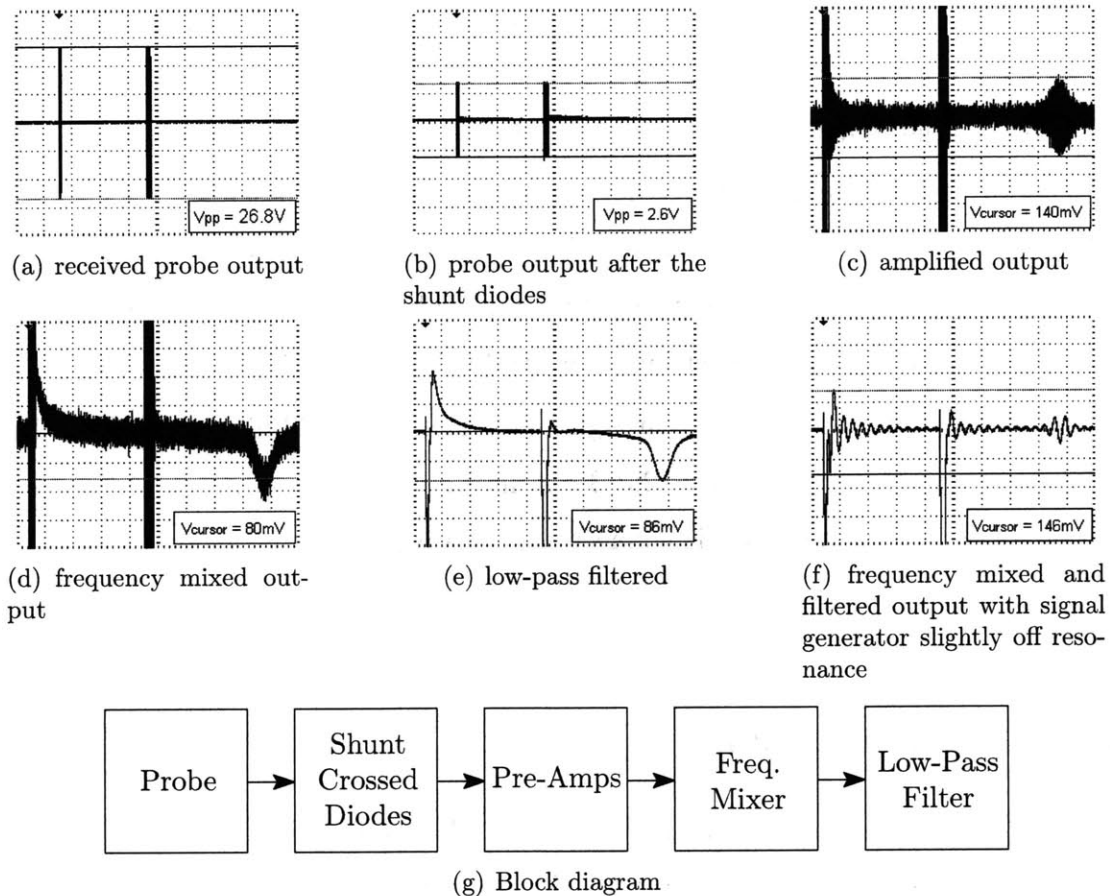 Vpp = 26.8V
Vpp = 2.6V
Vcursor = 140mV
(a) received probe output
(b) probe output after the
shunt diodes
(c) amplified output
Vcursor = 80mV
Vcursor = 86mV
Vcursor = 146mV
(d) frequency mixed out-
put
(e) low-pass filtered
(f) frequency mixed and
filtered output with signal
generator slightly off reso-
nance
Probe
Shunt
Crossed
Diodes
Pre-Amps
Freq.
Mixer
Low-Pass
Filter
(g) Block diagram